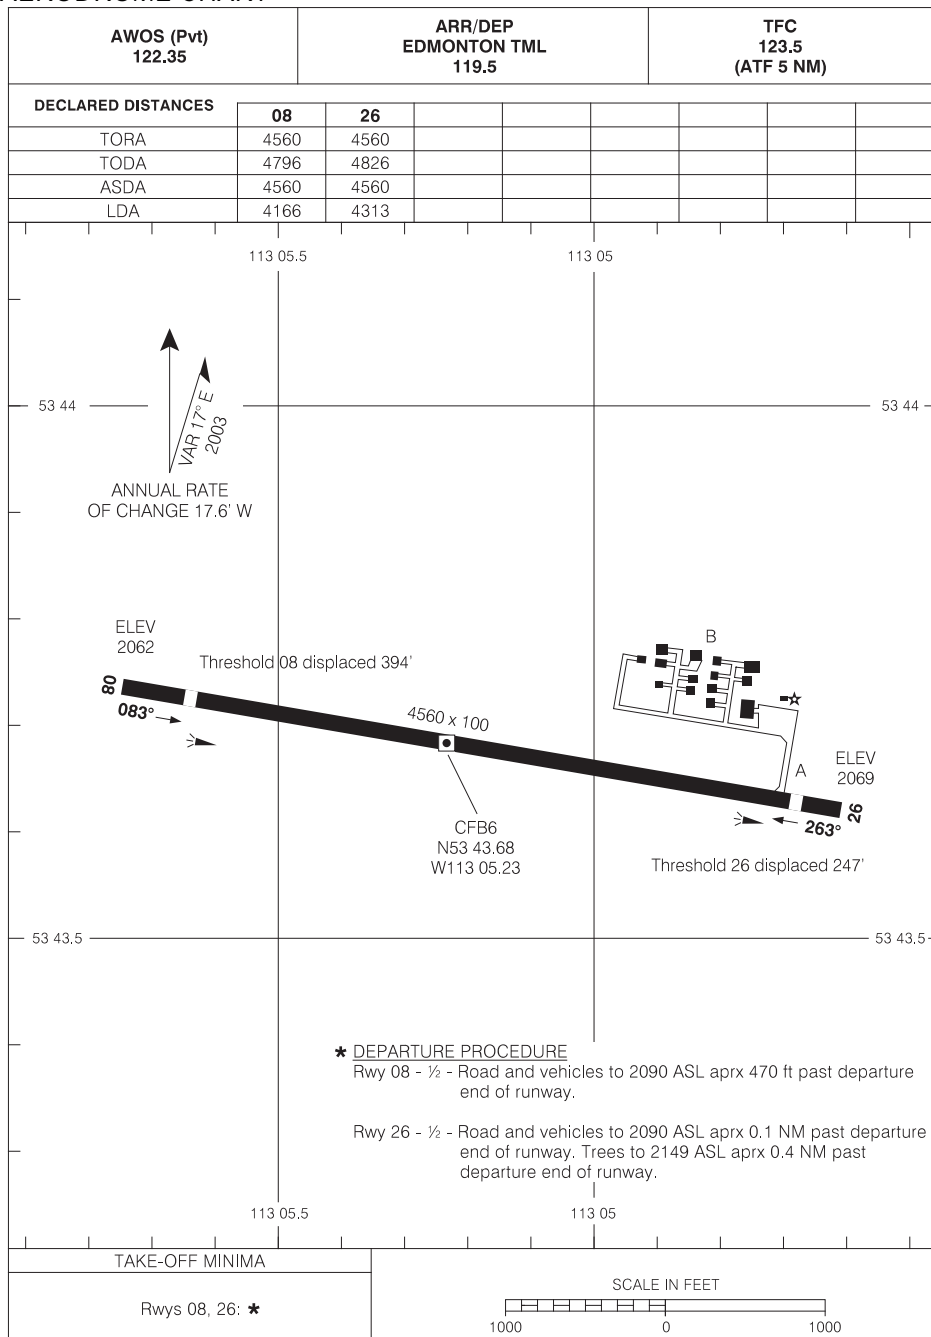 AERODROME CHART
AWOS (Pvt)
122.35
ARR/DEP
EDMONTON TML
119.5
TFC
123.5
(ATF 5 NM)
DECLARED DISTANCES
08 26
TORA 4560 4560
TODA 4796 4826
ASDA 4560 4560
LDA 4166 4313
113 05.5 113 05
53 44 53 44
VAR 17° E
2003
ANNUAL RATE
OF CHANGE 17.6' W
ELEV
2062
Threshold 08 displaced 394'
B
08
083°
4560 x 100
A
ELEV
2069
26
263°
CFB6
N53 43.68
W113 05.23
Threshold 26 displaced 247'
53 43.5 53 43.5
* DEPARTURE PROCEDURE
Rwy 08 - ½ - Road and vehicles to 2090 ASL aprx 470 ft past departure
end of runway.
Rwy 26 - ½ - Road and vehicles to 2090 ASL aprx 0.1 NM past departure
end of runway. Trees to 2149 ASL aprx 0.4 NM past
departure end of runway.
113 05.5 113 05
TAKE-OFF MINIMA
Rwys 08, 26: *
SCALE IN FEET
1000 0 1000